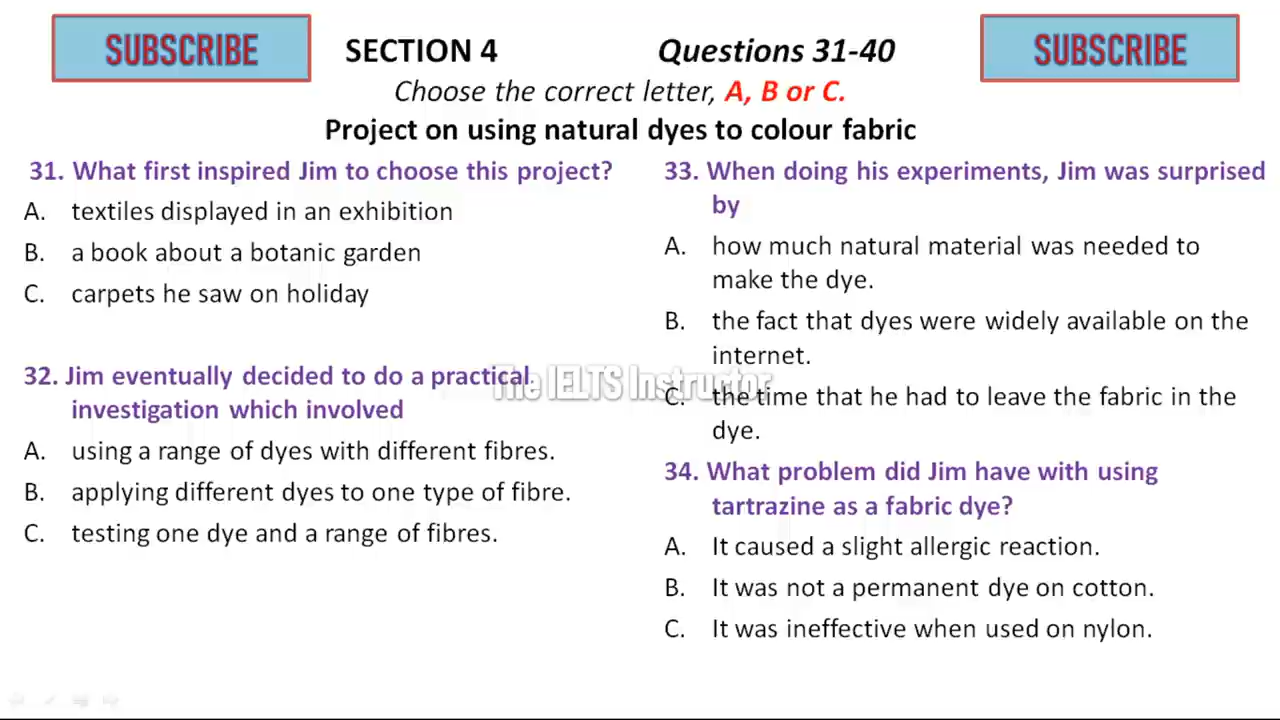 SUBSCRIBE
SECTION 4
Questions 31-40
SUBSCRIBE
Choose the correct letter, A, B or C.
Project on using natural dyes to colour fabric
31. What first inspired Jim to choose this project?
A. textiles displayed in an exhibition
B. a book about a botanic garden
C. carpets he saw on holiday
32. Jim eventually decided to do a practical
investigation which involved
A. using a range of dyes with different fibres.
B. applying different dyes to one type of fibre.
C. testing one dye and a range of fibres.
33. When doing his experiments, Jim was surprised
by
A. how much natural material was needed to
make the dye.
B. the fact that dyes were widely available on the
internet.
C. the time that he had to leave the fabric in the
dye.
34. What problem did Jim have with using
tartrazine as a fabric dye?
A. It caused a slight allergic reaction.
B. It was not a permanent dye on cotton.
C. It was ineffective when used on nylon.
The IELTS Instructor